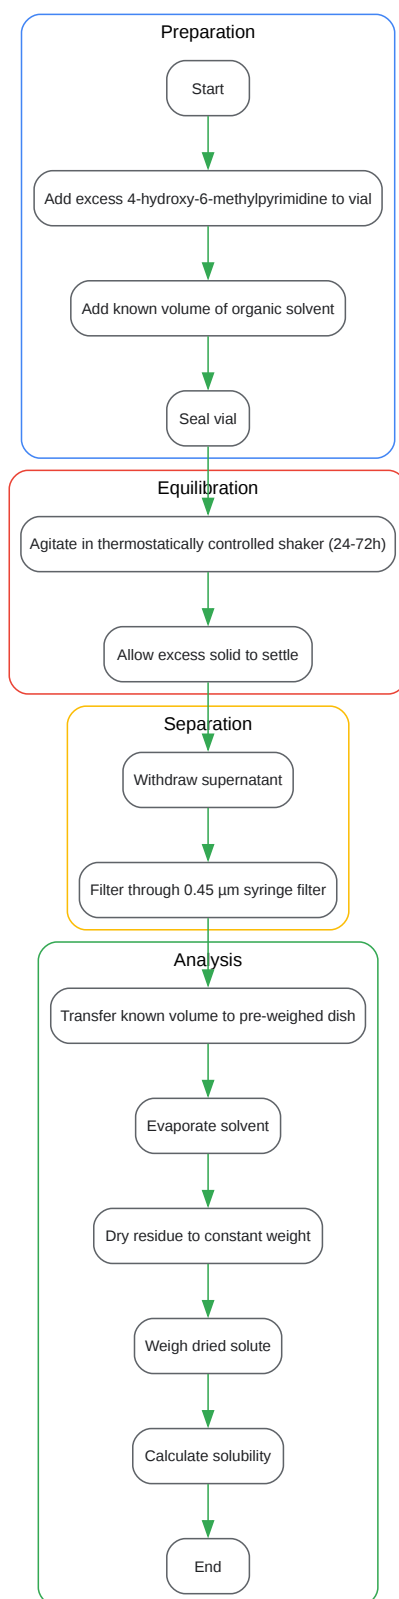 Preparation
Start
Add excess 4-hydroxy-6-methylpyrimidine to vial
Add known volume of organic solvent
Seal vial
Equilibration
Agitate in thermostatically controlled shaker (24-72h)
Allow excess solid to settle
Separation
Withdraw supernatant
Filter through 0.45 µm syringe filter
Analysis
Transfer known volume to pre-weighed dish
Evaporate solvent
Dry residue to constant weight
Weigh dried solute
Calculate solubility
End